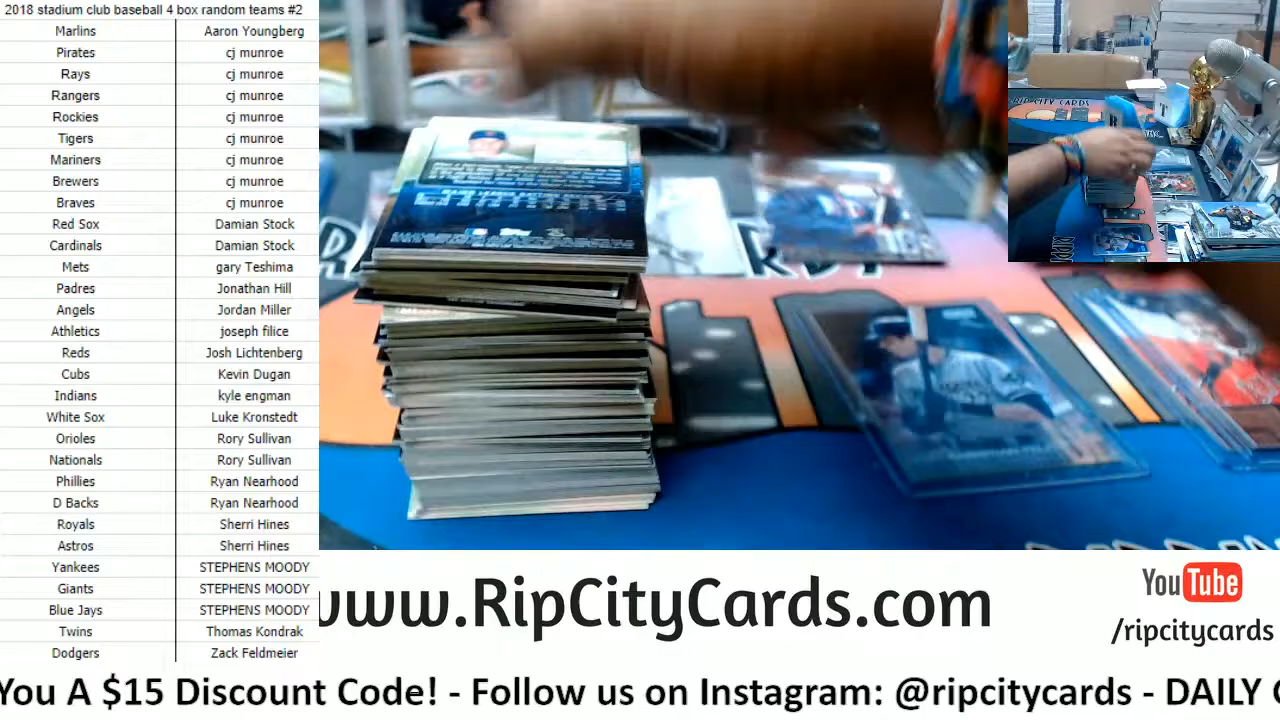 2018 stadium club baseball 4 box random teams #2
Marlins Aaron Youngberg
Pirates cj munroe
Rays cj munroe
Rangers cj munroe
Rockies cj munroe
Tigers cj munroe
Mariners cj munroe
Brewers cj munroe
Braves cj munroe
Red Sox Damian Stock
Cardinals Damian Stock
Mets gary Teshima
Padres Jonathan Hill
Angels Jordan Miller
Athletics joseph filice
Reds Josh Lichtenberg
Cubs Kevin Dugan
Indians kyle engman
White Sox Luke Kronstedt
Orioles Rory Sullivan
Nationals Rory Sullivan
Phillies Ryan Nearhood
D Backs Ryan Nearhood
Royals Sherri Hines
Astros Sherri Hines
Yankees STEPHENS MOODY
Giants STEPHENS MOODY
Blue Jays STEPHENS MOODY
Twins Thomas Kondrak
Dodgers Zack Feldmeier
RIP CITY CARDS
www.RipCityCards.com
YouTube
/ripcitycards
You A $15 Discount Code! - Follow us on Instagram: @ripcitycards - DAILY